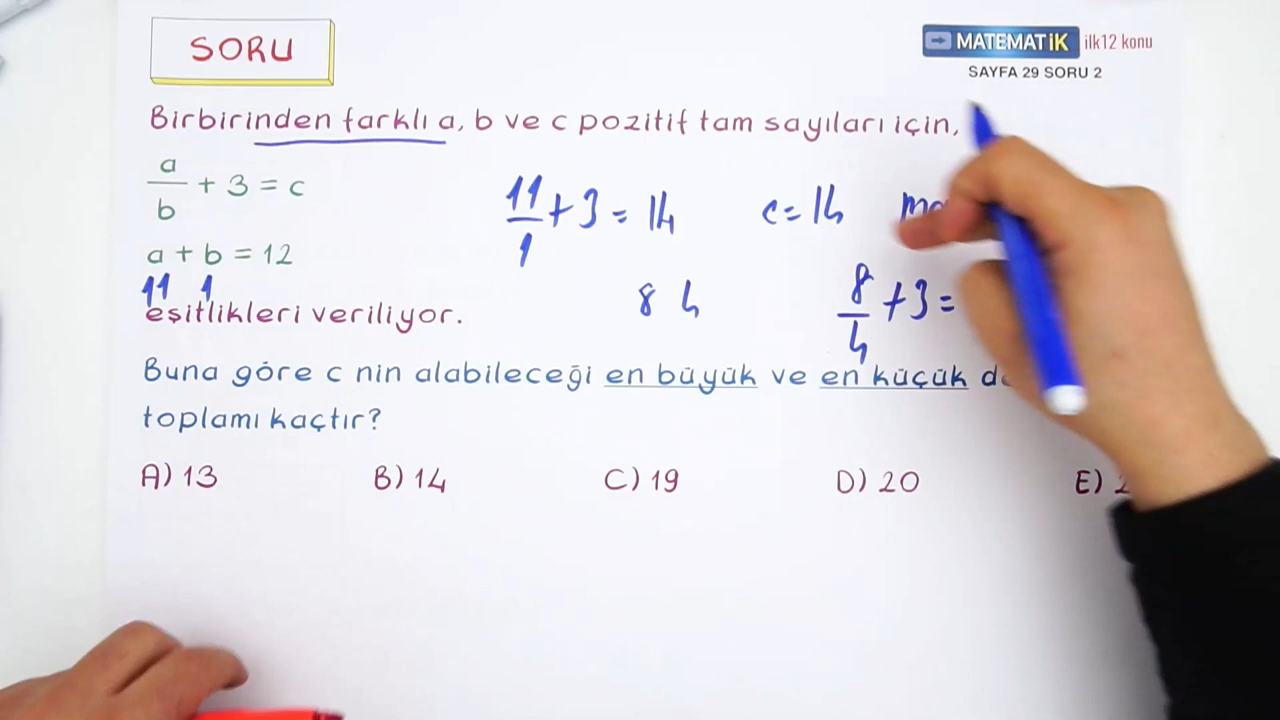 SORU
MATEMATİK ilk12 konu
SAYFA 29 SORU 2
Birbirinden farklı a, b ve c pozitif tam sayıları için,
a/b + 3 = c
11/1 + 3 = 14
c = 14
a + b = 12
11 1
8 4
8/4 + 3 =
eşitlikleri veriliyor.
Buna göre c nin alabileceği en büyük ve en küçük
toplamı kaçtır?
A) 13 B) 14 C) 19 D) 20 E)